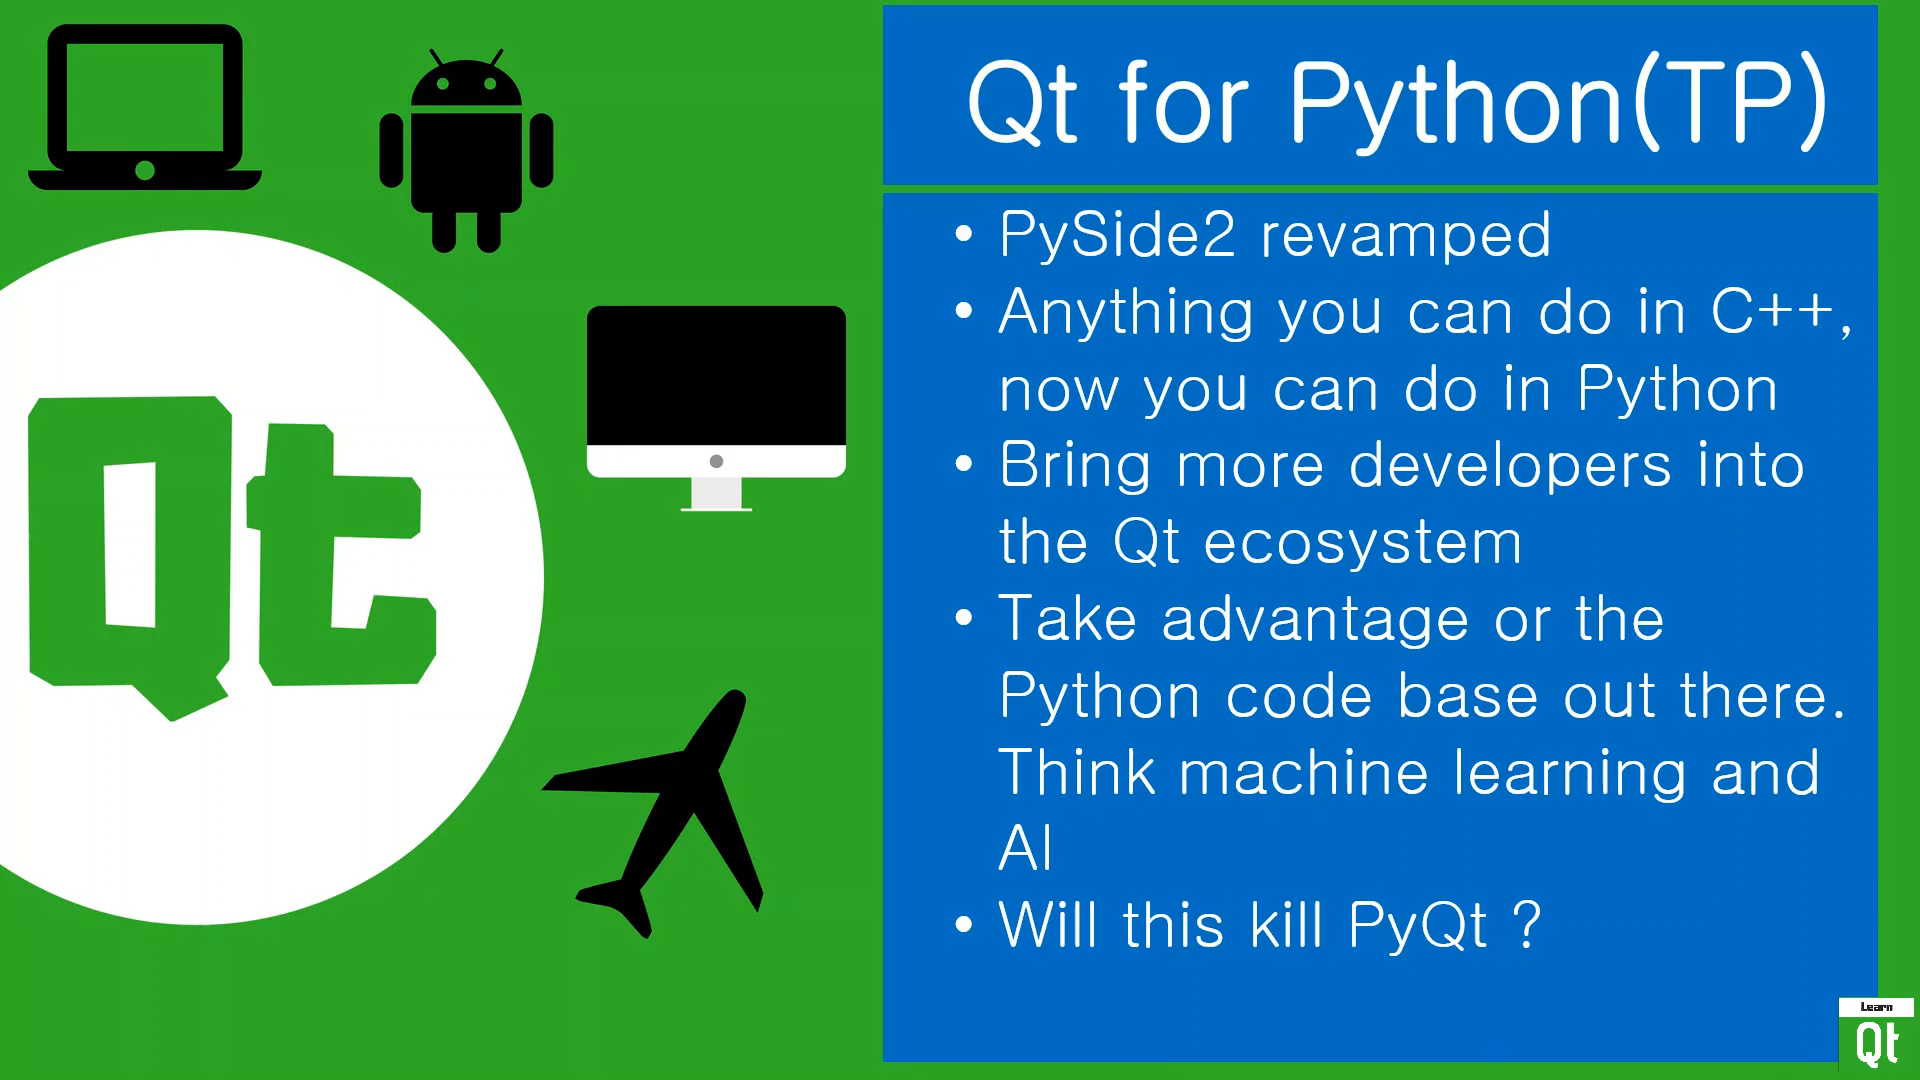 Qt for Python(TP)
• PySide2 revamped
• Anything you can do in C++,
now you can do in Python
• Bring more developers into
the Qt ecosystem
• Take advantage or the
Python code base out there.
Think machine learning and
AI
• Will this kill PyQt ?
Qt
Learn
Qt